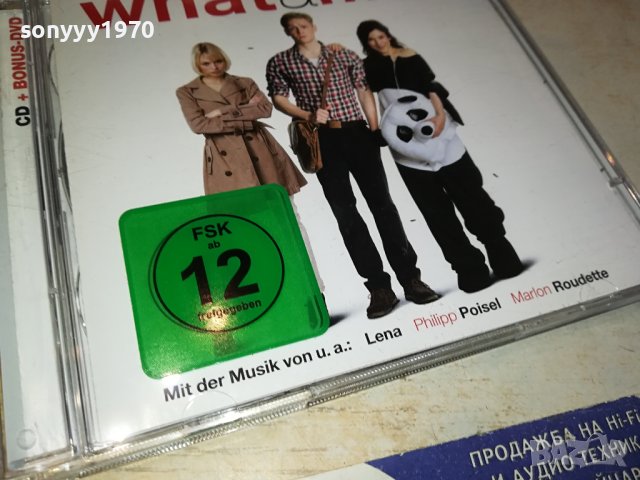 sonyyy1970
CD + BONUS-DVD
what
FSK
ab
12
freigegeben
Mit der Musik von u. a.: Lena Philipp Poisel Marlon Roudette
ПРОДАЖБА НА Hi-Fi
И АУДИО ТЕХНИК